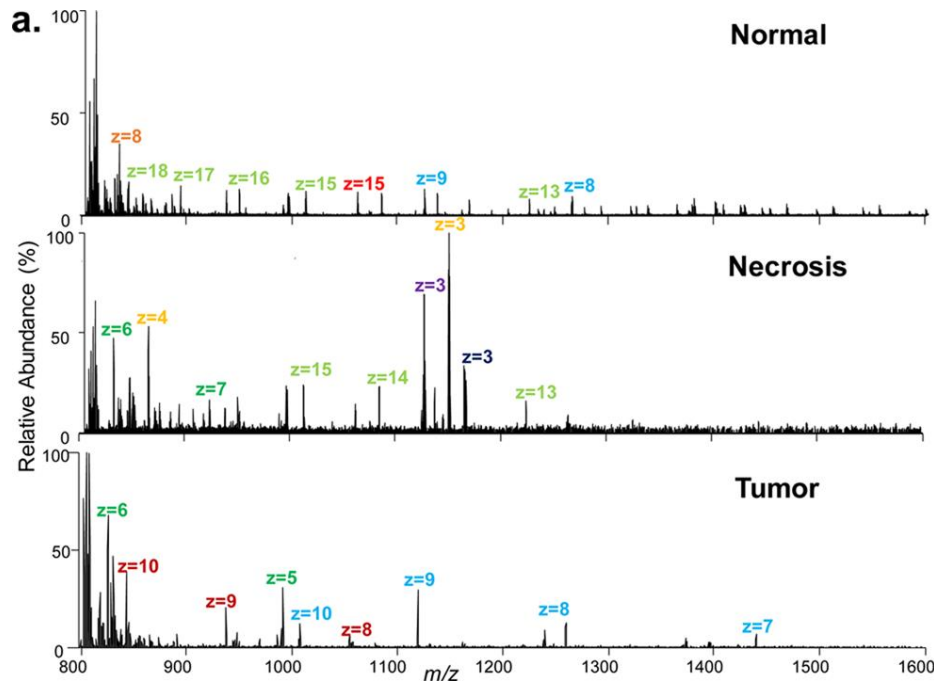 a.
Normal
100
50
0
z=8
z=18
z=17
z=16
z=15
z=15
z=9
z=13
z=8
Necrosis
100
50
0
z=6
z=4
z=7
z=15
z=14
z=3
z=3
z=3
z=13
Relative Abundance (%)
Tumor
100
50
0
z=6
z=10
z=9
z=5
z=10
z=8
z=9
z=8
z=7
800 900 1000 1100 1200 1300 1400 1500 1600
m/z